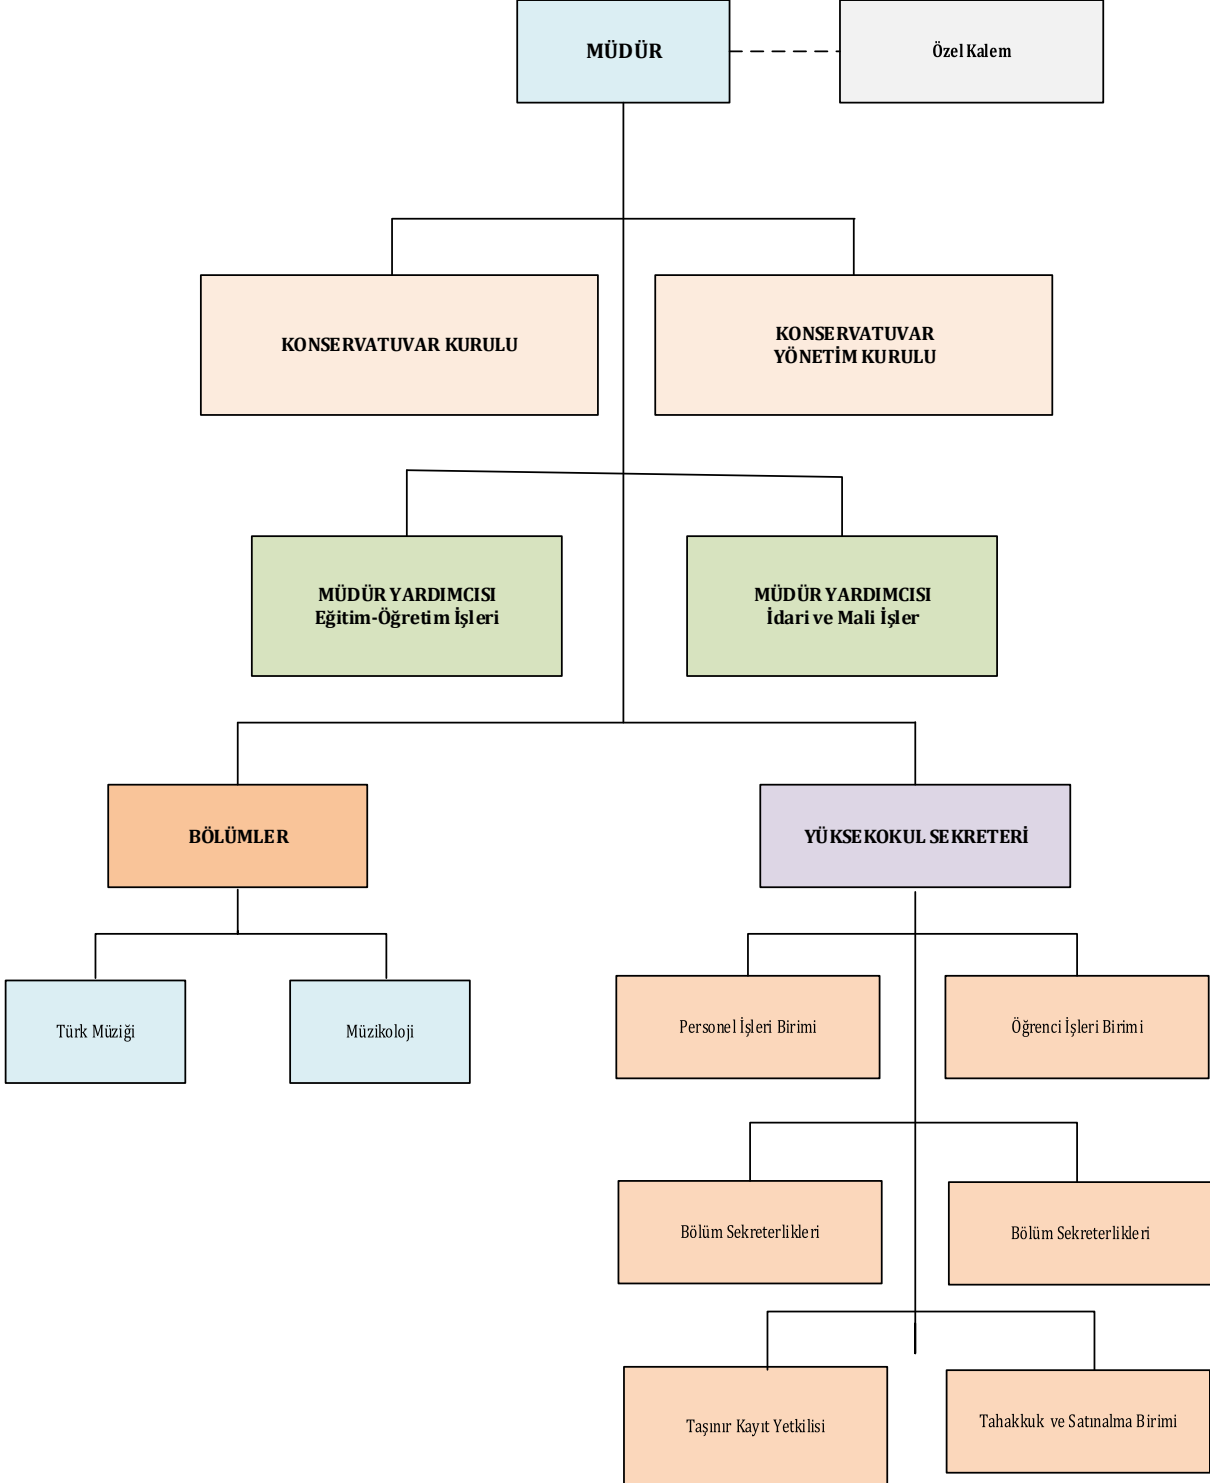 MÜDÜR
Özel Kalem
KONSERVATUVAR KURULU
KONSERVATUVAR
YÖNETİM KURULU
MÜDÜR YARDIMCISI
Eğitim-Öğretim İşleri
MÜDÜR YARDIMCISI
İdari ve Mali İşler
BÖLÜMLER
YÜKSEKOKUL SEKRETERİ
Türk Müziği
Müzikoloji
Personel İşleri Birimi
Öğrenci İşleri Birimi
Bölüm Sekreterlikleri
Bölüm Sekreterlikleri
Taşınır Kayıt Yetkilisi
Tahakkuk ve Satınalma Birimi